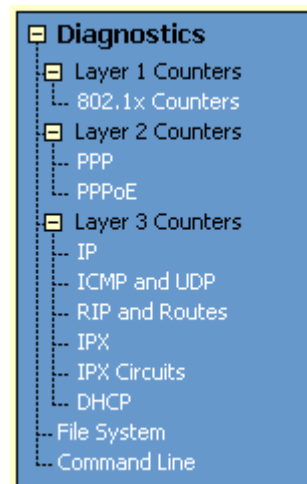 Diagnostics
Layer 1 Counters
802.1x Counters
Layer 2 Counters
PPP
PPPoE
Layer 3 Counters
IP
ICMP and UDP
RIP and Routes
IPX
IPX Circuits
DHCP
File System
Command Line